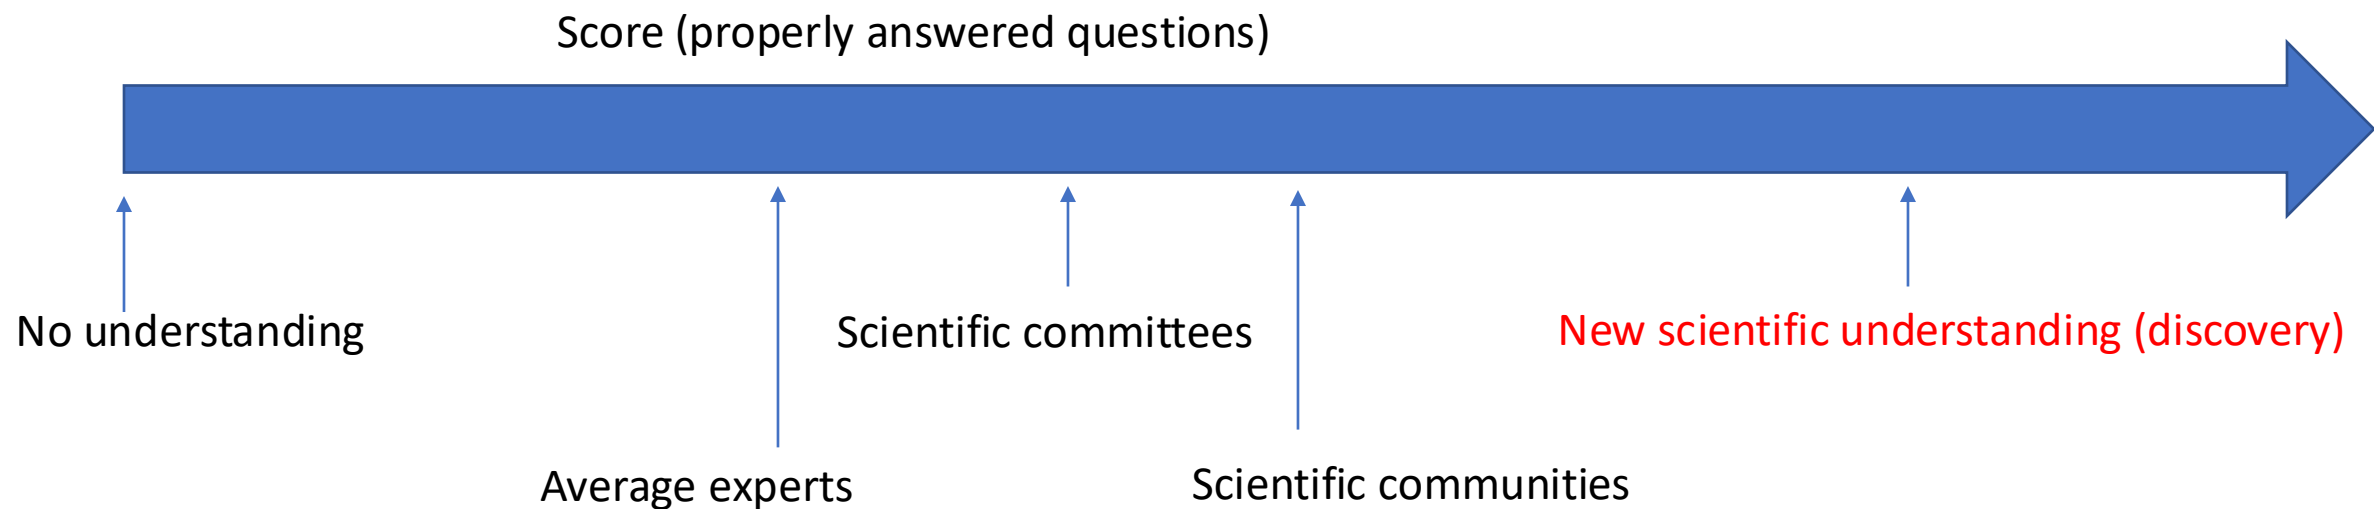 Score (properly answered questions)
No understanding
Scientific committees
New scientific understanding (discovery)
Average experts
Scientific communities